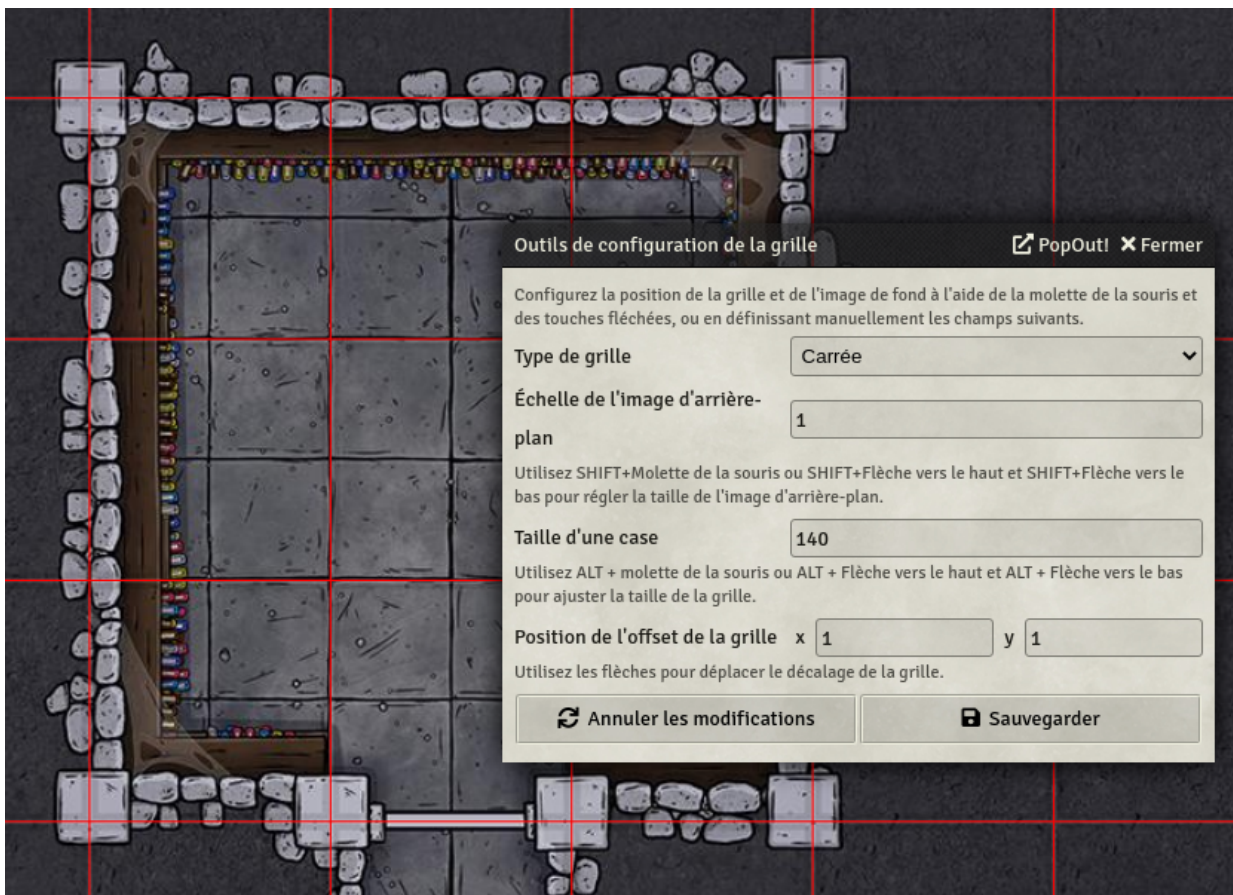 Outils de configuration de la grille PopOut! Fermer
Configurez la position de la grille et de l'image de fond à l'aide de la molette de la souris et
des touches fléchées, ou en définissant manuellement les champs suivants.
Type de grille Carrée
Échelle de l'image d'arrière-
plan 1
Utilisez SHIFT+Molette de la souris ou SHIFT+Flèche vers le haut et SHIFT+Flèche vers le
bas pour régler la taille de l'image d'arrière-plan.
Taille d'une case 140
Utilisez ALT + molette de la souris ou ALT + Flèche vers le haut et ALT + Flèche vers le bas
pour ajuster la taille de la grille.
Position de l'offset de la grille x 1 y 1
Utilisez les flèches pour déplacer le décalage de la grille.
Annuler les modifications Sauvegarder